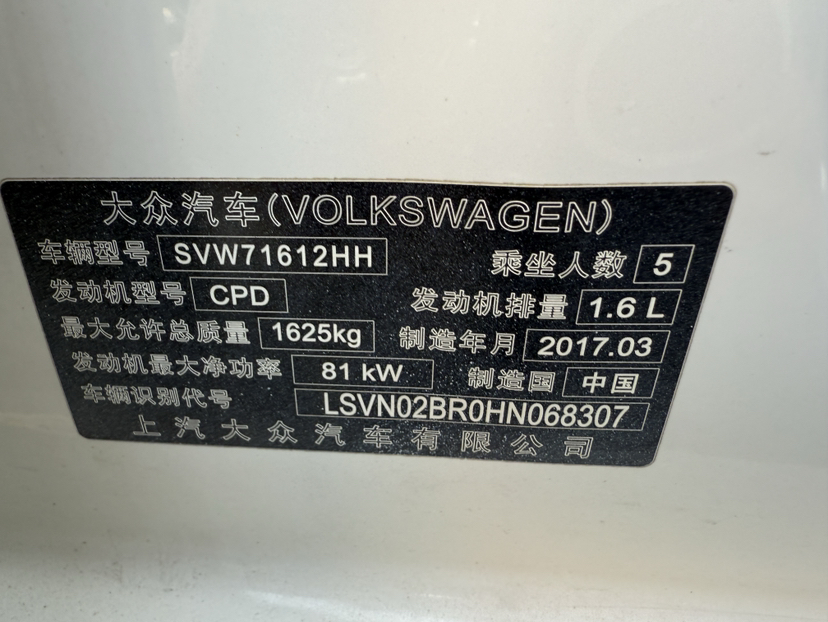 大众汽车(VOLKSWAGEN)
车辆型号 SVW71612HH 乘坐人数 5
发动机型号 CPD 发动机排量 1.6 L
最大允许总质量 1625kg 制造年月 2017.03
发动机最大净功率 81 kW 制造国 中国
车辆识别代号 LSVN02BR0HN068307
上汽大众汽车有限公司